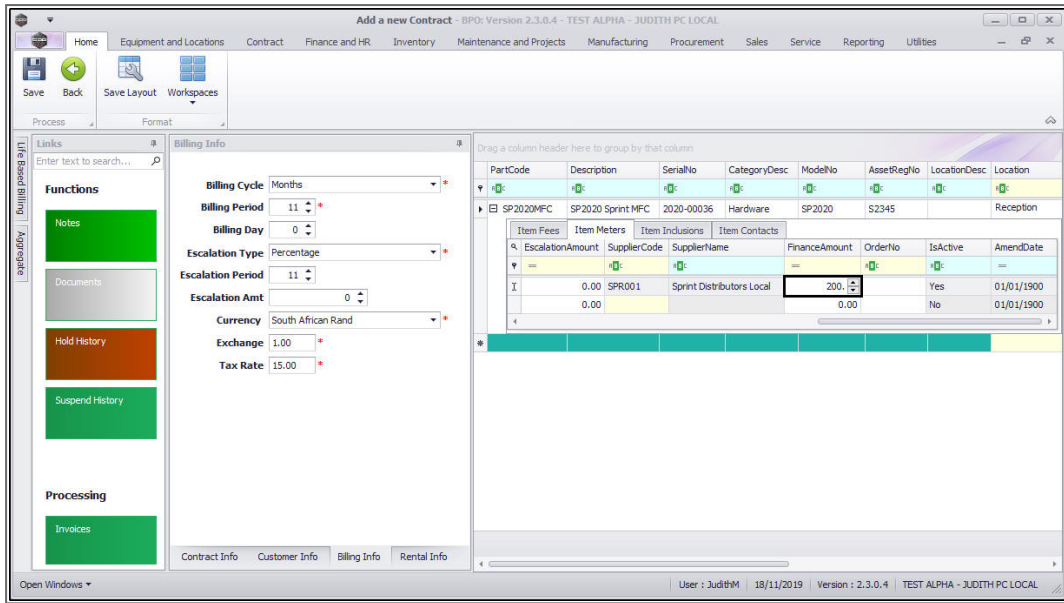 Add a new Contract - BPO: Version 2.3.0.4 - TEST ALPHA - JUDITH PC LOCAL
Home Equipment and Locations Contract Finance and HR Inventory Maintenance and Projects Manufacturing Procurement Sales Service Reporting Utilities
Save Back Save Layout Workspaces
Process Format
Life Based Billing
Aggregate
Links
Enter text to search...
Functions
Notes
Documents
Hold History
Suspend History
Processing
Invoices
Billing Info
Billing Cycle Months *
Billing Period 11 *
Billing Day 0
Escalation Type Percentage *
Escalation Period 11
Escalation Amt 0
Currency South African Rand *
Exchange 1.00 *
Tax Rate 15.00 *
Contract Info Customer Info Billing Info Rental Info
Drag a column header here to group by that column
PartCode Description SerialNo CategoryDesc ModelNo AssetRegNo LocationDesc Location
SP2020MFC SP2020 Sprint MFC 2020-00036 Hardware SP2020 S2345 Reception
Item Fees Item Meters Item Inclusions Item Contacts
EscalationAmount SupplierCode SupplierName FinanceAmount OrderNo IsActive AmendDate
= = =
0.00 SPR001 Sprint Distributors Local 200. Yes 01/01/1900
0.00 0.00 No 01/01/1900
Open Windows
User : JudithM 18/11/2019 Version : 2.3.0.4 TEST ALPHA - JUDITH PC LOCAL